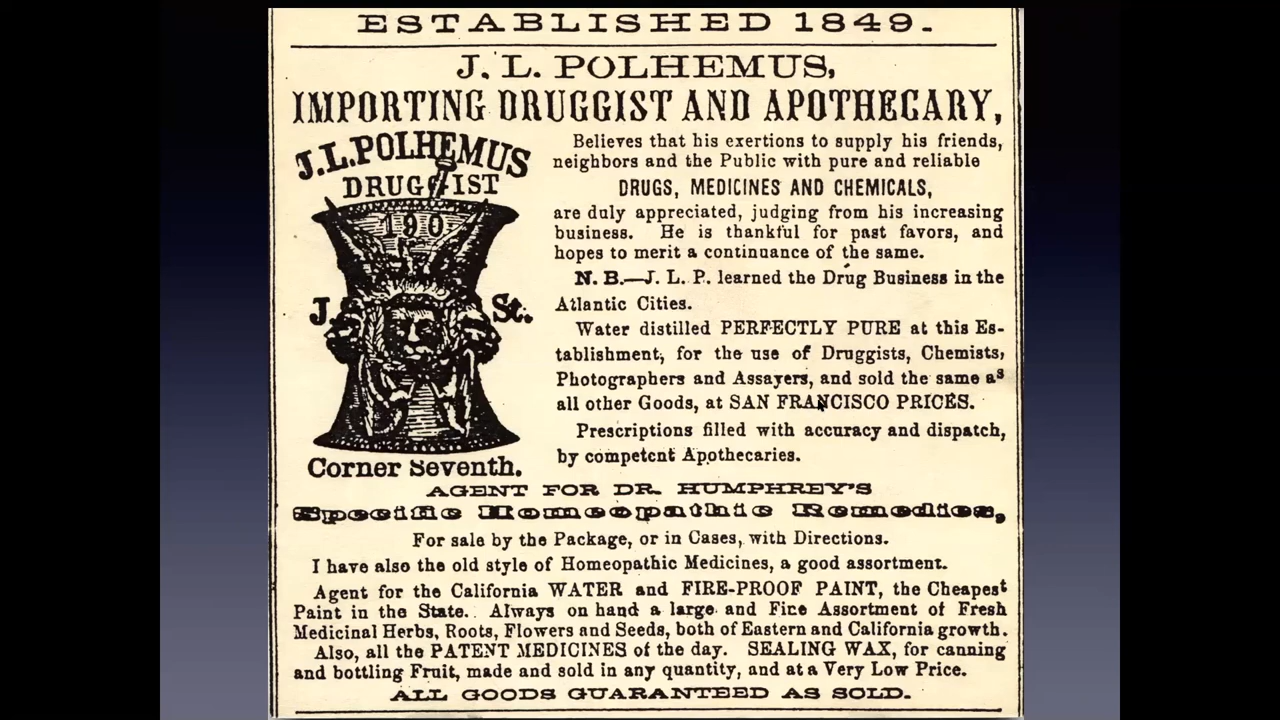 ESTABLISHED 1849.
J. L. POLHEMUS,
IMPORTING DRUGGIST AND APOTHECARY,
J. L. POLHEMUS
DRUGGIST
190
J. St.
Corner Seventh.
Believes that his exertions to supply his friends,
neighbors and the Public with pure and reliable
DRUGS, MEDICINES AND CHEMICALS,
are duly appreciated, judging from his increasing
business. He is thankful for past favors, and
hopes to merit a continuance of the same.
N. B.—J. L. P. learned the Drug Business in the
Atlantic Cities.
Water distilled PERFECTLY PURE at this Es-
tablishment, for the use of Druggists, Chemists,
Photographers and Assayers, and sold the same as
all other Goods, at SAN FRANCISCO PRICES.
Prescriptions filled with accuracy and dispatch,
by competent Apothecaries.
AGENT FOR DR. HUMPHREY'S
Specific Homeopathic Remedies,
For sale by the Package, or in Cases, with Directions.
I have also the old style of Homeopathic Medicines, a good assortment.
Agent for the California WATER and FIRE-PROOF PAINT, the Cheapest
Paint in the State. Always on hand a large and Fine Assortment of Fresh
Medicinal Herbs, Roots, Flowers and Seeds, both of Eastern and California growth.
Also, all the PATENT MEDICINES of the day. SEALING WAX, for canning
and bottling Fruit, made and sold in any quantity, and at a Very Low Price.
ALL GOODS GUARANTEED AS SOLD.